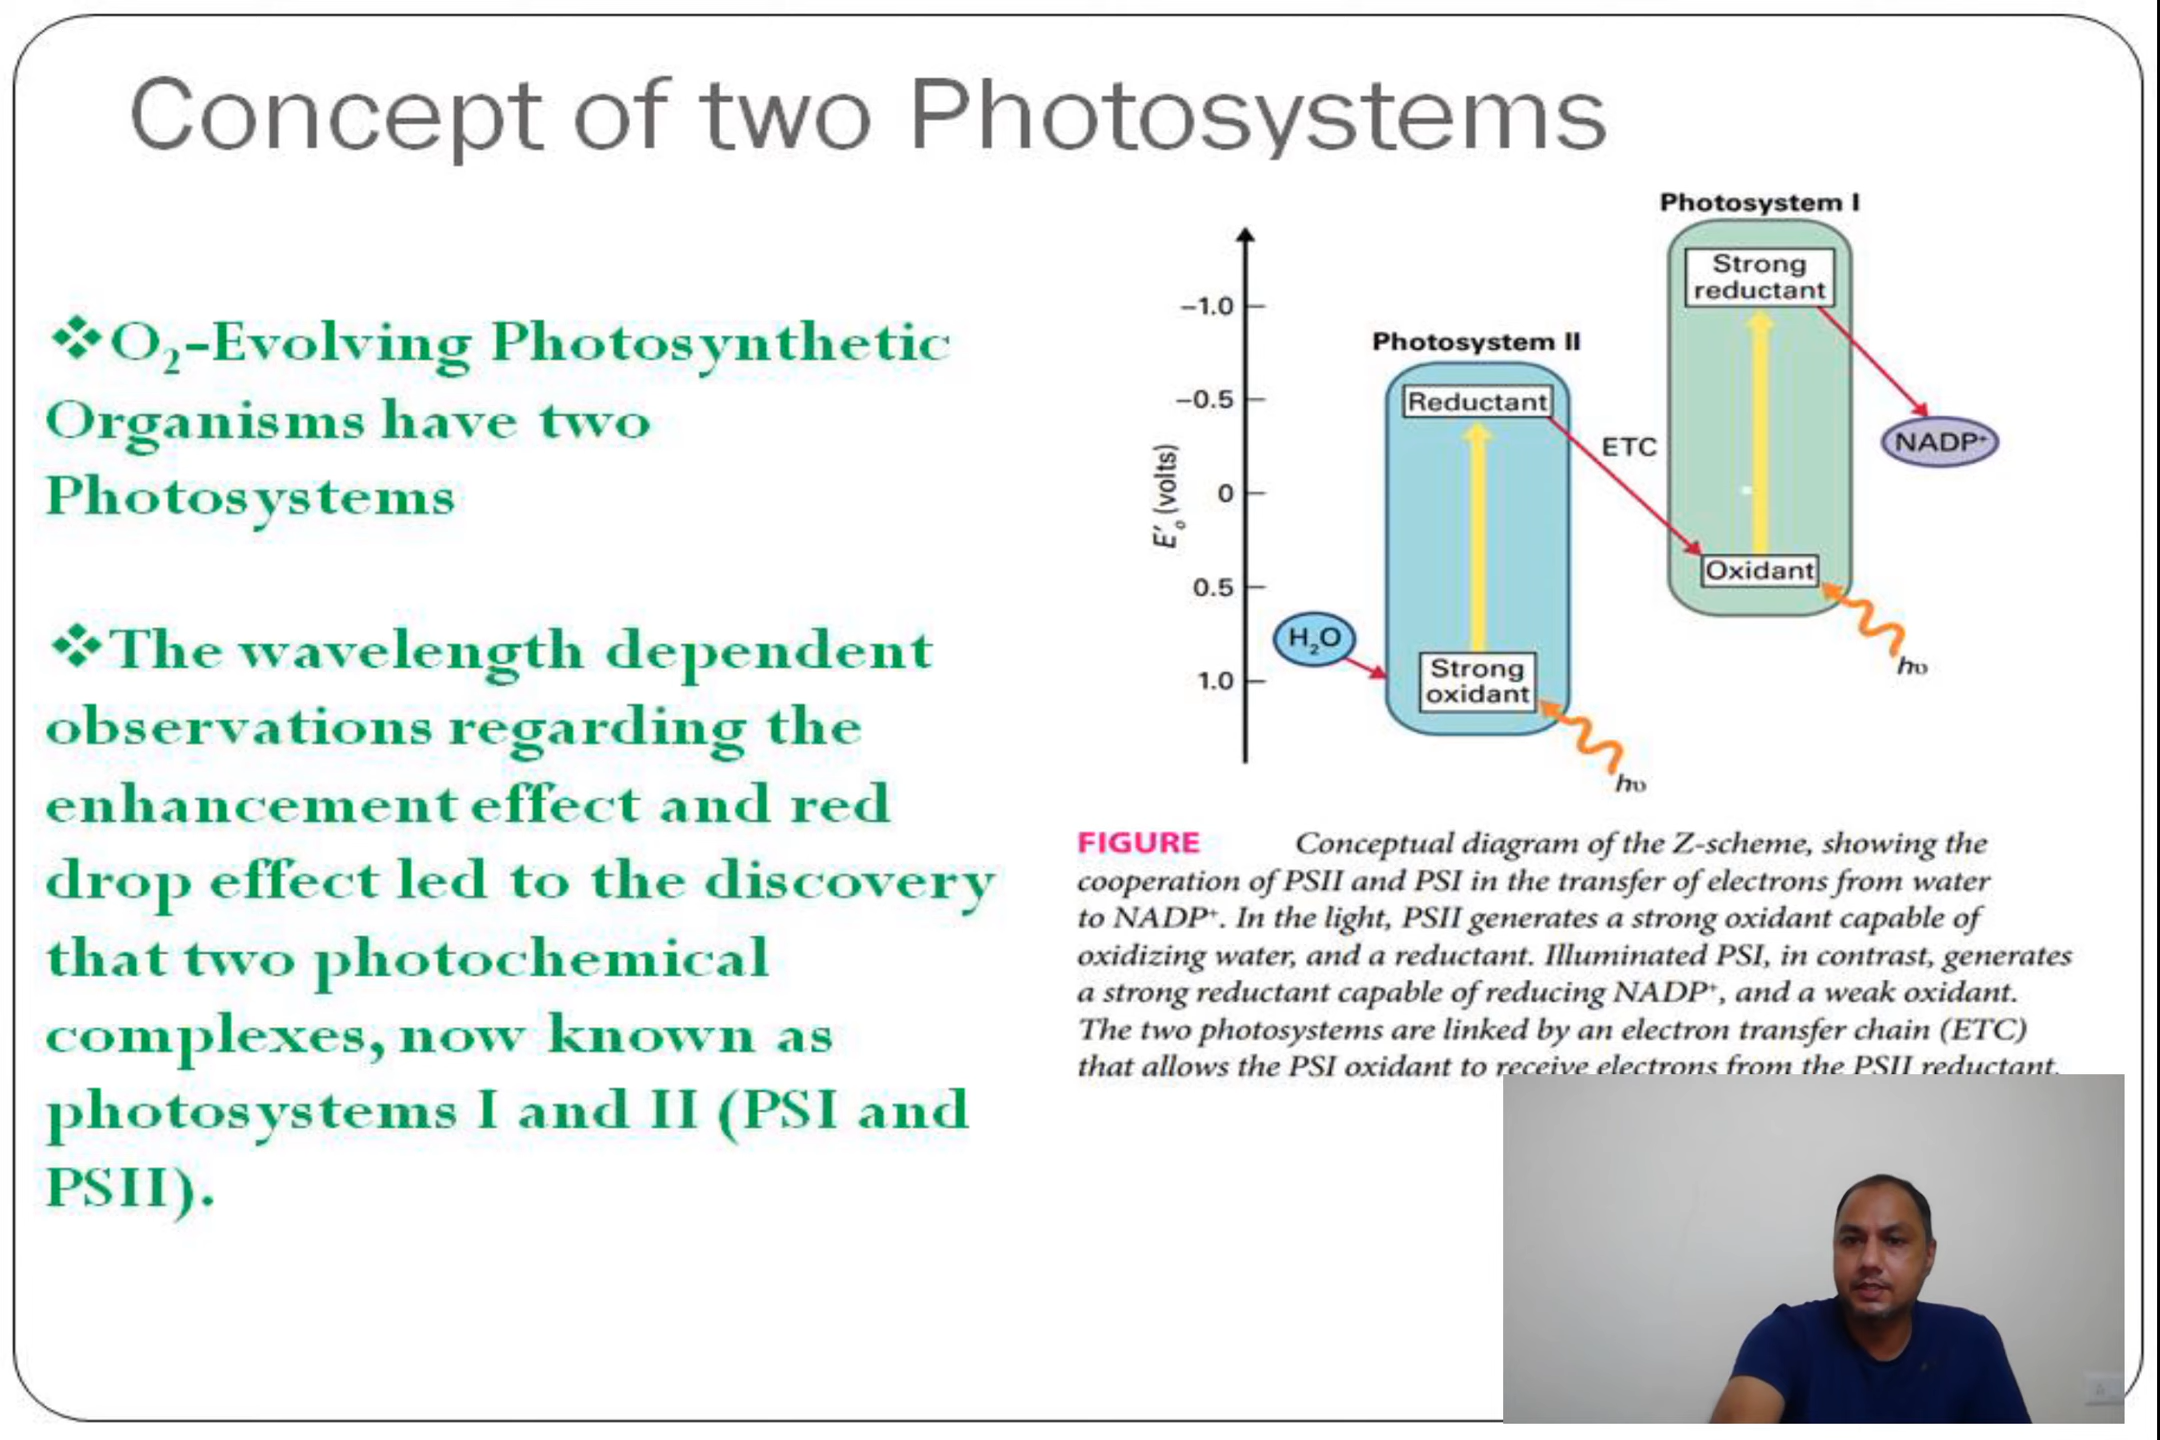 Concept of two Photosystems
❖O₂-Evolving Photosynthetic
Organisms have two
Photosystems
❖The wavelength dependent
observations regarding the
enhancement effect and red
drop effect led to the discovery
that two photochemical
complexes, now known as
photosystems I and II (PSI and
PSII).
Photosystem I
Strong
reductant
−1.0
Photosystem II
−0.5
Reductant
ETC
NADP⁺
E′ₒ (volts)
0
Oxidant
0.5
H₂O
hυ
1.0
Strong
oxidant
hυ
FIGURE Conceptual diagram of the Z-scheme, showing the
cooperation of PSII and PSI in the transfer of electrons from water
to NADP⁺. In the light, PSII generates a strong oxidant capable of
oxidizing water, and a reductant. Illuminated PSI, in contrast, generates
a strong reductant capable of reducing NADP⁺, and a weak oxidant.
The two photosystems are linked by an electron transfer chain (ETC)
that allows the PSI oxidant to receive electrons from the PSII reductant.